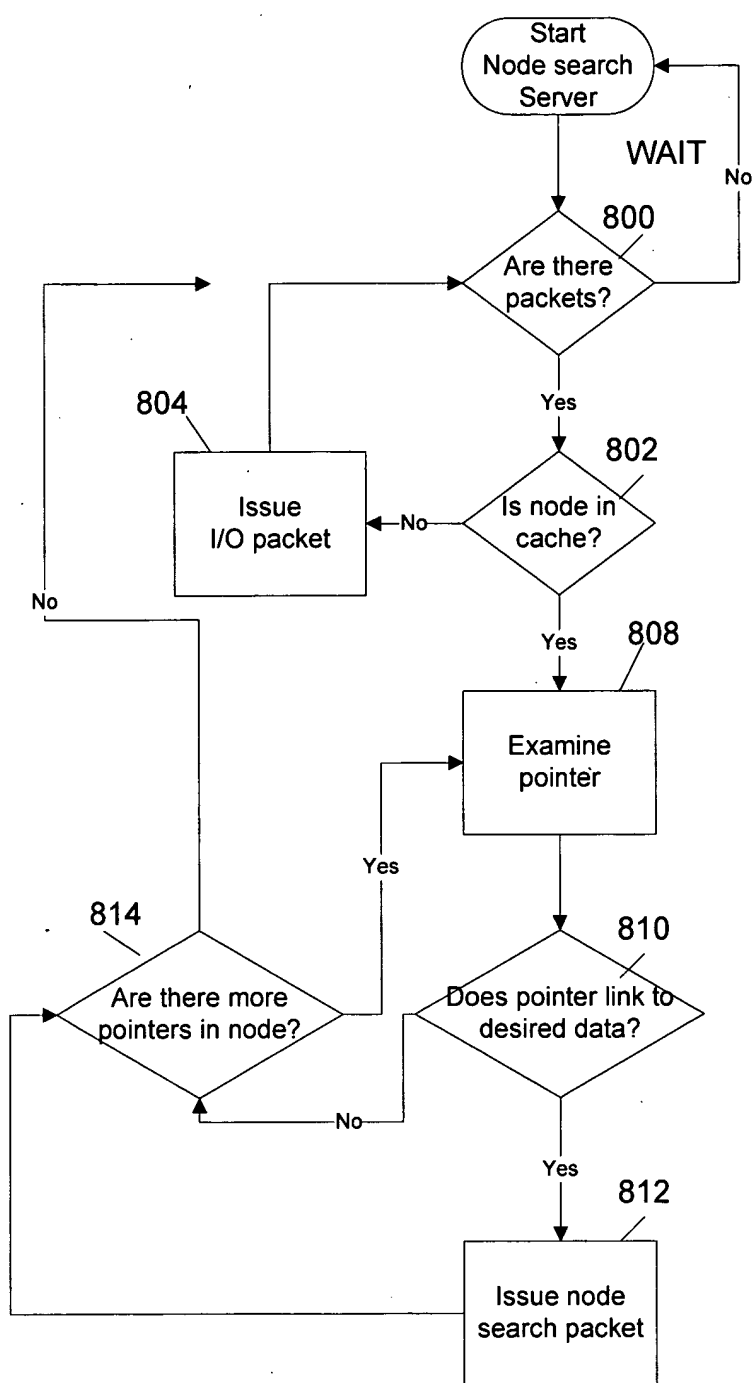 Start
Node search
Server
WAIT
No
800
Are there
packets?
Yes
804
802
Issue
I/O packet
No
Is node in
cache?
No
Yes
808
Examine
pointer
Yes
814
810
Are there more
pointers in node?
Does pointer link to
desired data?
No
Yes
812
Issue node
search packet